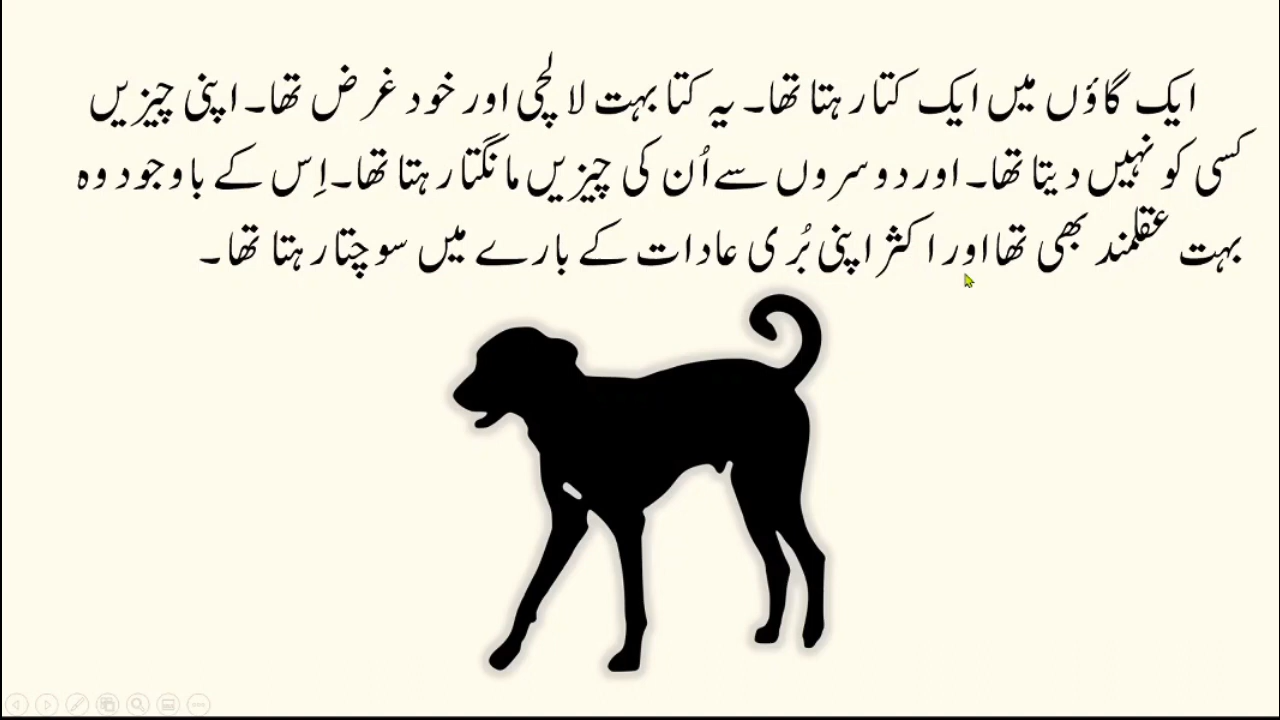 ایک گاؤں میں ایک کتا رہتا تھا۔ یہ کتا بہت لالچی اور خود غرض تھا۔ اپنی چیزیں
کسی کو نہیں دیتا تھا۔ اور دوسروں سے اُن کی چیزیں مانگتا رہتا تھا۔ اِس کے باوجود وہ
بہت عقلمند بھی تھا اور اکثر اپنی بُری عادات کے بارے میں سوچتا رہتا تھا۔